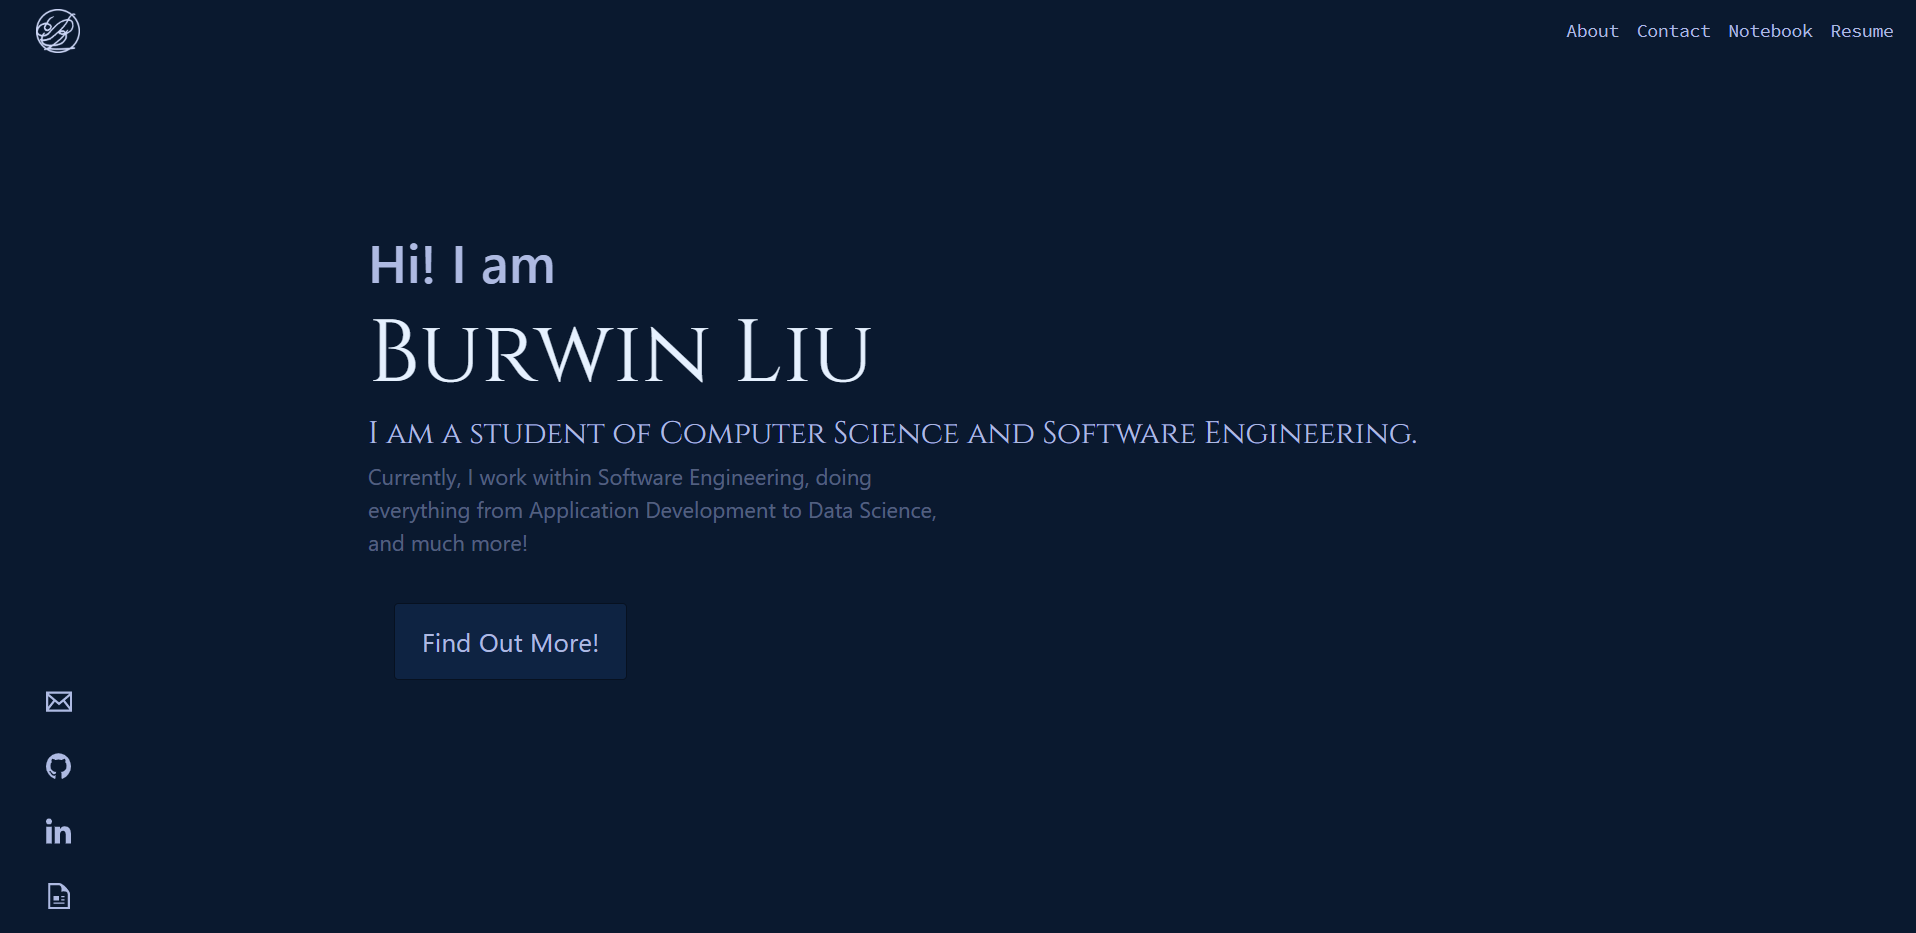 About Contact Notebook Resume
Hi! I am
Burwin Liu
I am a student of Computer Science and Software Engineering.
Currently, I work within Software Engineering, doing
everything from Application Development to Data Science,
and much more!
Find Out More!
in